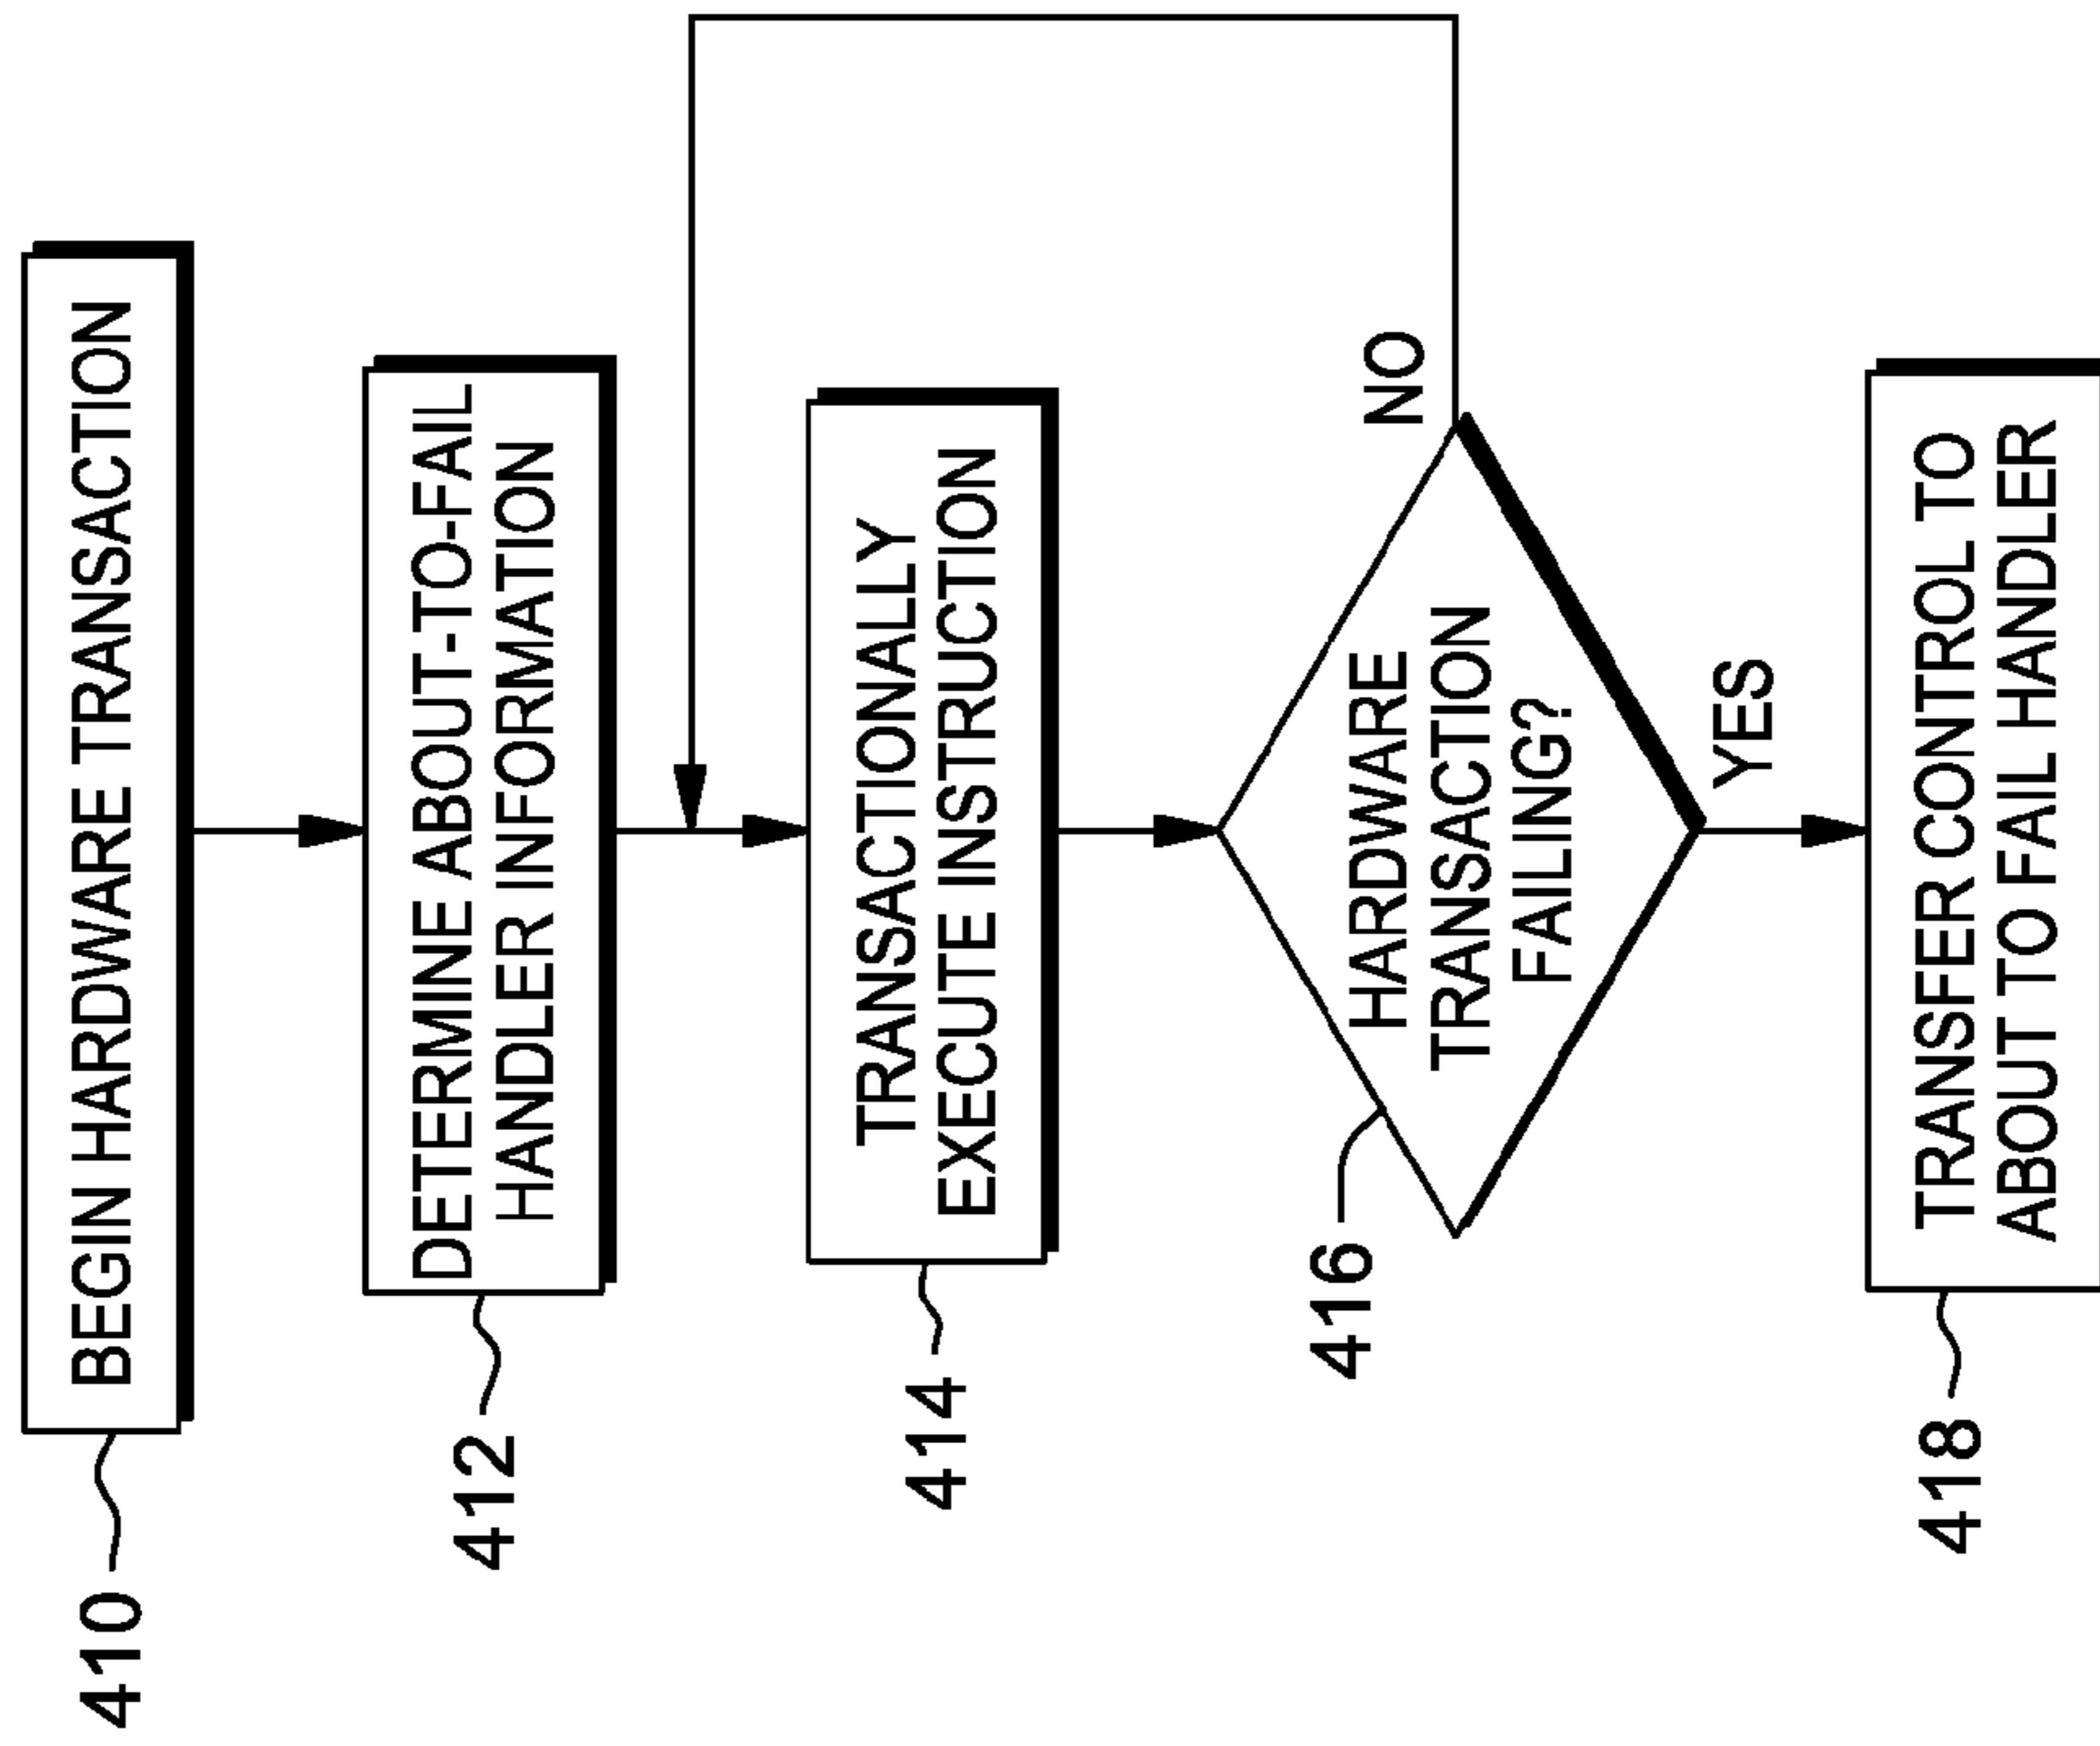 410
BEGIN HARDWARE TRANSACTION
412
DETERMINE ABOUT-TO-FAIL
HANDLER INFORMATION
414
TRANSACTIONALLY
EXECUTE INSTRUCTION
416
HARDWARE
TRANSACTION
FAILING?
NO
YES
418
TRANSFER CONTROL TO
ABOUT TO FAIL HANDLER